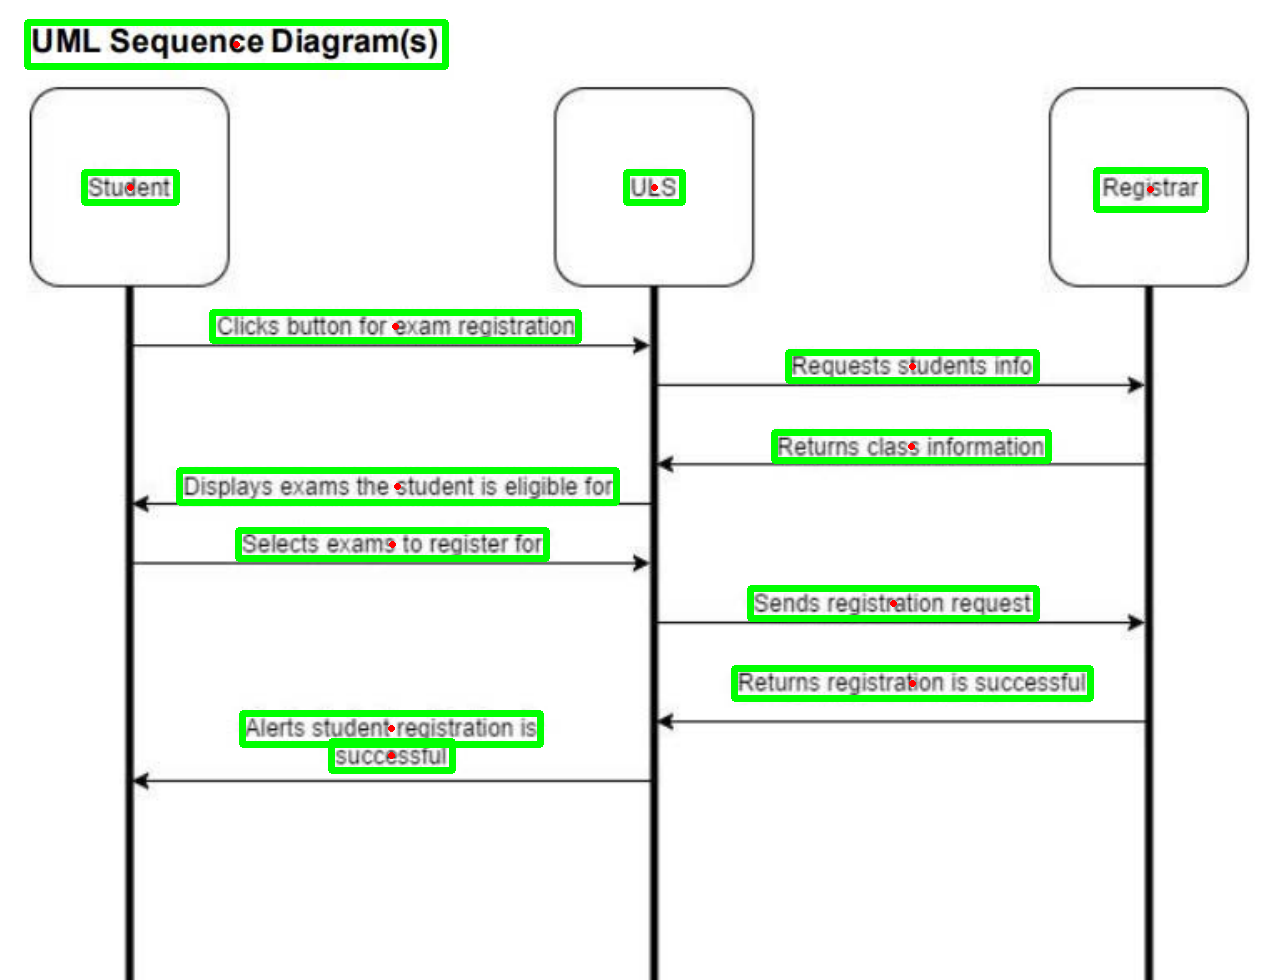 UML Sequence Diagram(s)
Student
ULS
Registrar
Clicks button for exam registration
Requests students info
Returns class information
Displays exams the student is eligible for
Selects exams to register for
Sends registration request
Returns registration is successful
Alerts student registration is
successful